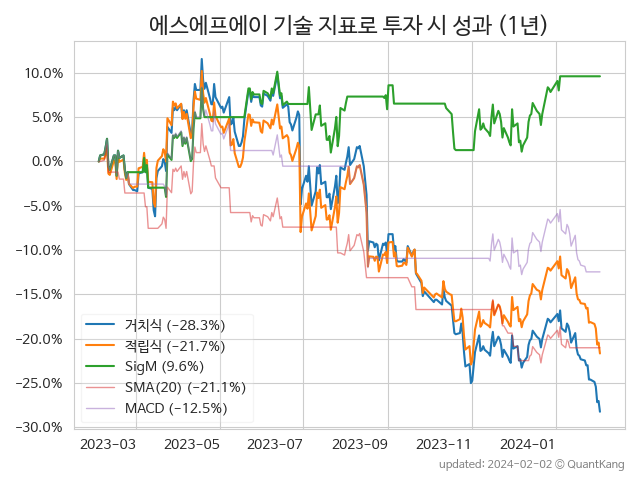 에스에프에이 기술 지표로 투자 시 성과 (1년)
10.0%
5.0%
0.0%
−5.0%
−10.0%
−15.0%
−20.0%
−25.0%
−30.0%
거치식 (−28.3%)
적립식 (−21.7%)
SigM (9.6%)
SMA(20) (−21.1%)
MACD (−12.5%)
2023-03 2023-05 2023-07 2023-09 2023-11 2024-01
updated: 2024-02-02 © QuantKang